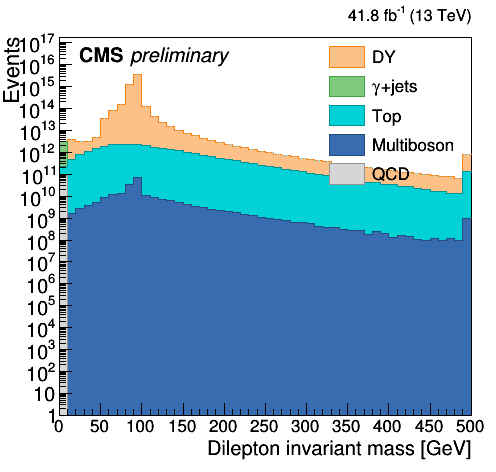 41.8 fb⁻¹ (13 TeV)
CMS preliminary
Events
10¹⁷
10¹⁶
10¹⁵
10¹⁴
10¹³
10¹²
10¹¹
10¹⁰
10⁹
10⁸
10⁷
10⁶
10⁵
10⁴
10³
10²
10
1
DY
γ+jets
Top
Multiboson
QCD
0 50 100 150 200 250 300 350 400 450 500
Dilepton invariant mass [GeV]